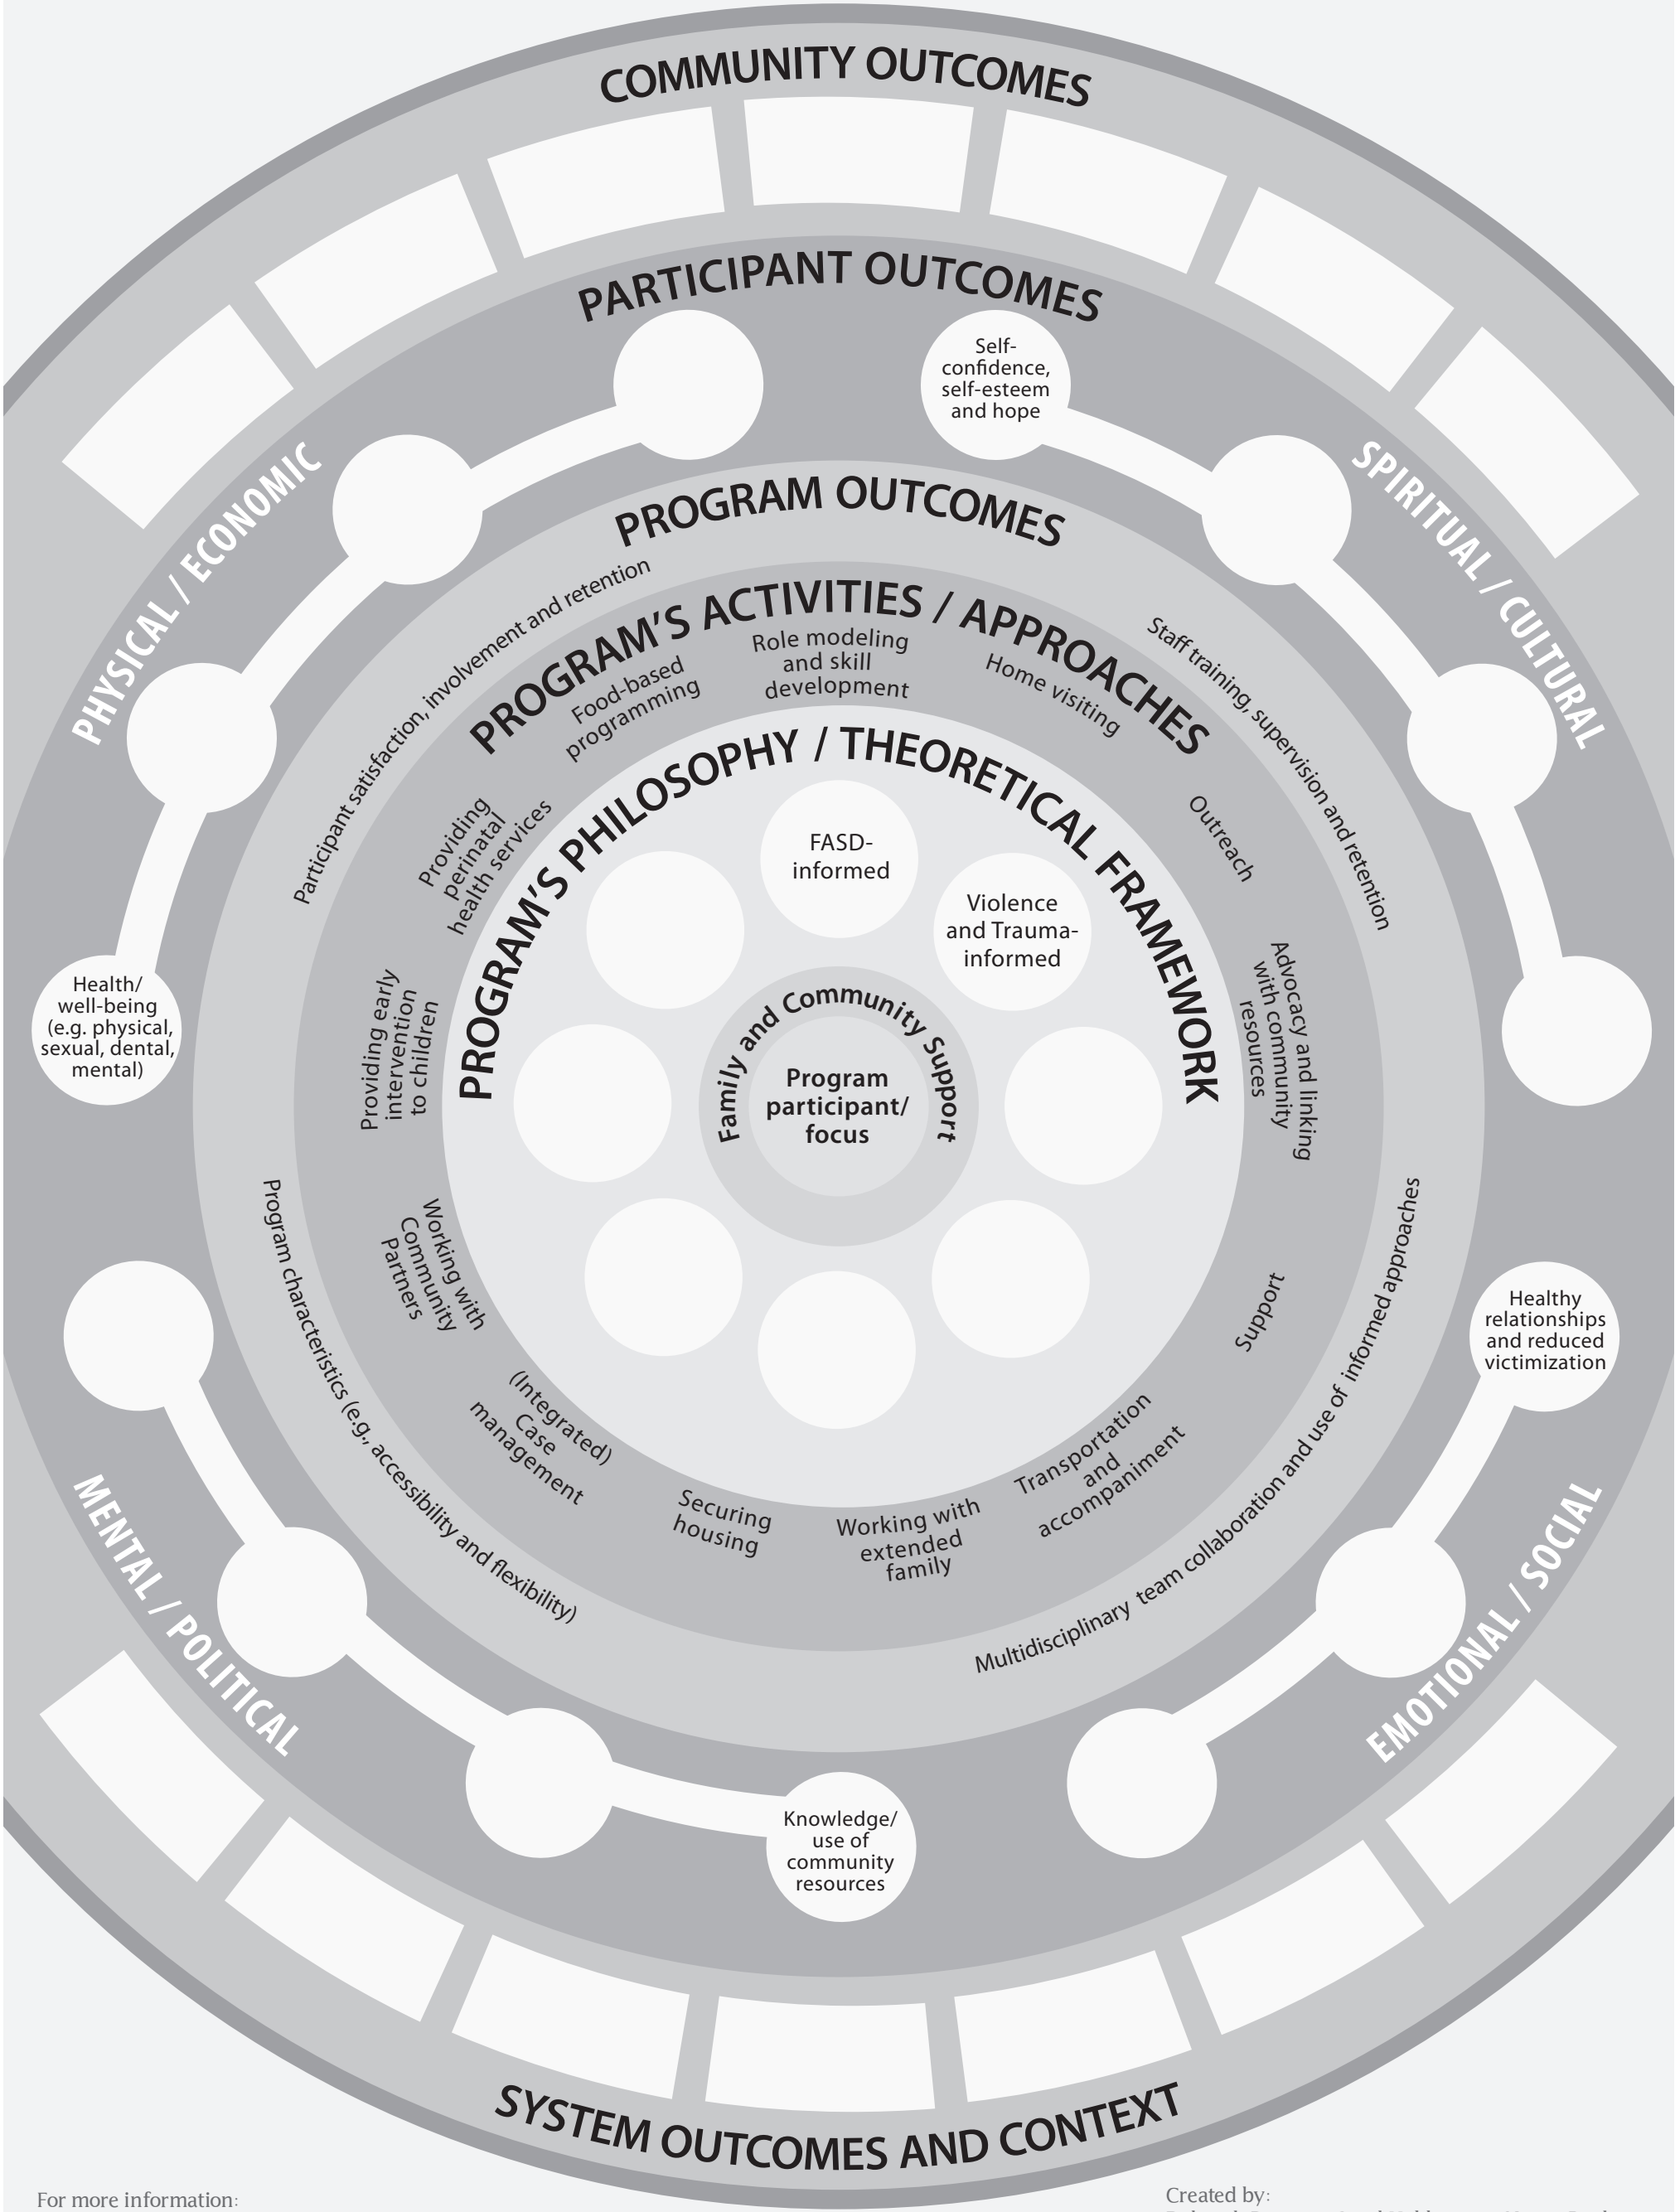 COMMUNITY OUTCOMES
PARTICIPANT OUTCOMES
Self-
confidence,
self-esteem
and hope
PHYSICAL / ECONOMIC
SPIRITUAL / CULTURAL
PROGRAM OUTCOMES
Participant satisfaction, involvement and retention
Staff training, supervision and retention
PROGRAM'S ACTIVITIES / APPROACHES
Food-based
programming
Role modeling
and skill
development
Home visiting
Outreach
Providing
perinatal
health services
PROGRAM'S PHILOSOPHY / THEORETICAL FRAMEWORK
FASD-
informed
Violence
and Trauma-
informed
Health/
well-being
(e.g. physical,
sexual, dental,
mental)
Providing early
intervention
to children
Advocacy and linking
with community
resources
Family and Community Support
Program
participant/
focus
Working with
Community
Partners
Support
Healthy
relationships
and reduced
victimization
Program characteristics (e.g., accessibility and flexibility)
Multidisciplinary team collaboration and use of informed approaches
(Integrated)
Case
management
Securing
housing
Working with
extended
family
Transportation
and
accompaniment
MENTAL / POLITICAL
EMOTIONAL / SOCIAL
Knowledge/
use of
community
resources
SYSTEM OUTCOMES AND CONTEXT
For more information:
Created by: